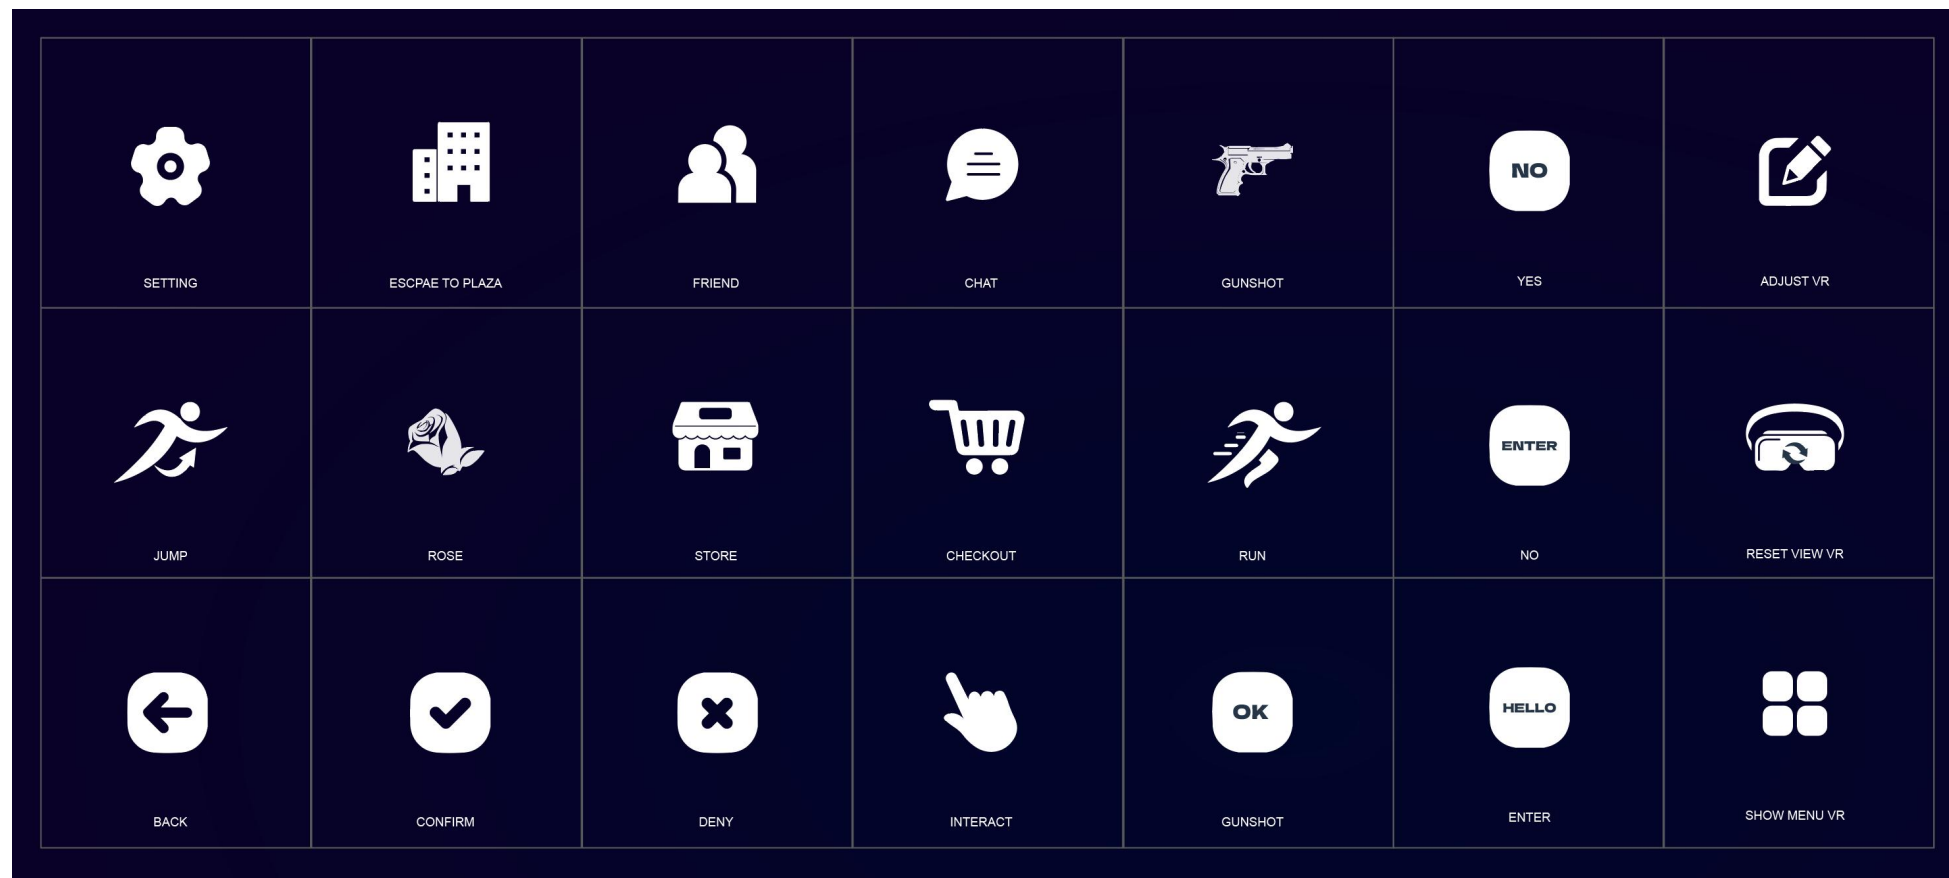 NO
SETTING
ESCPAE TO PLAZA
FRIEND
CHAT
GUNSHOT
YES
ADJUST VR
ENTER
JUMP
ROSE
STORE
CHECKOUT
RUN
NO
RESET VIEW VR
OK
HELLO
BACK
CONFIRM
DENY
INTERACT
GUNSHOT
ENTER
SHOW MENU VR